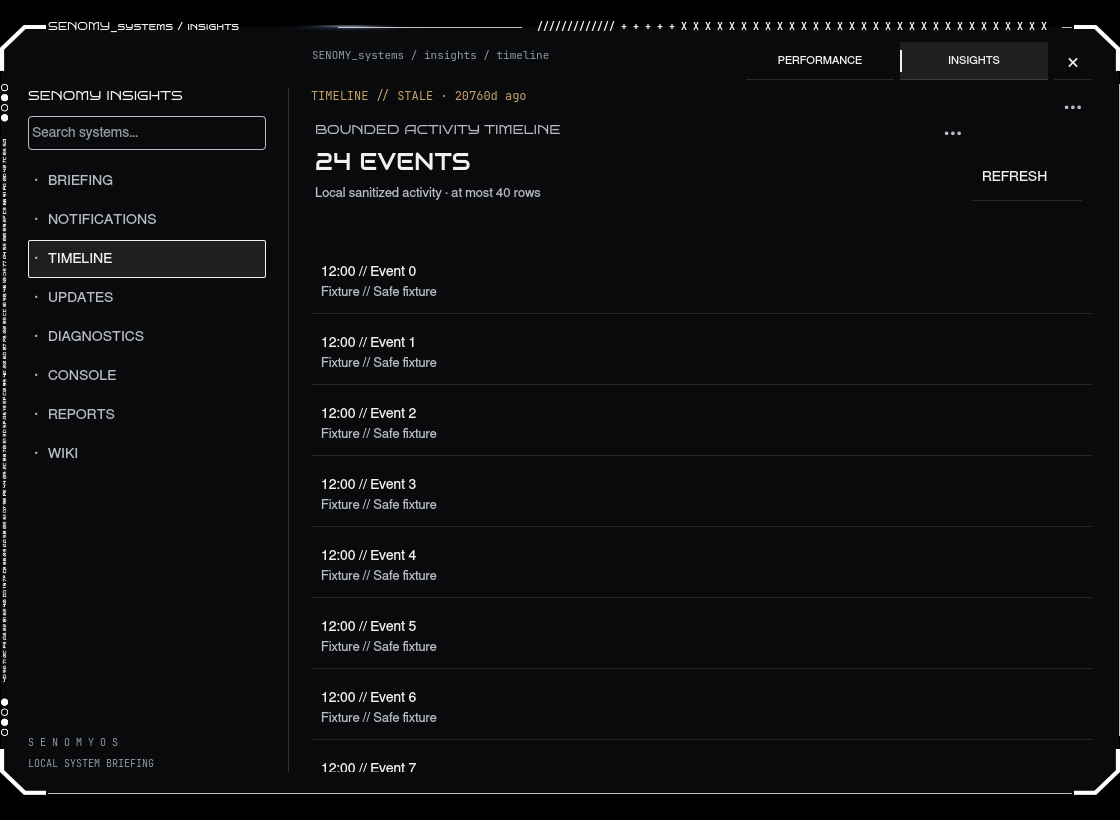 SENOMY_SYSTEMS / INSIGHTS
///////////// + + + + + X X X X X X X X X X X X X X X X X X X X X X X X X X X X X
SENOMY_systems / insights / timeline
PERFORMANCE
INSIGHTS
×
SENOMY INSIGHTS
Search systems...
· BRIEFING
· NOTIFICATIONS
· TIMELINE
· UPDATES
· DIAGNOSTICS
· CONSOLE
· REPORTS
· WIKI
SENOMYOS
LOCAL SYSTEM BRIEFING
TIMELINE // STALE · 20760d ago
BOUNDED ACTIVITY TIMELINE
24 EVENTS
Local sanitized activity · at most 40 rows
REFRESH
12:00 // Event 0
Fixture // Safe fixture
12:00 // Event 1
Fixture // Safe fixture
12:00 // Event 2
Fixture // Safe fixture
12:00 // Event 3
Fixture // Safe fixture
12:00 // Event 4
Fixture // Safe fixture
12:00 // Event 5
Fixture // Safe fixture
12:00 // Event 6
Fixture // Safe fixture
12:00 // Event 7